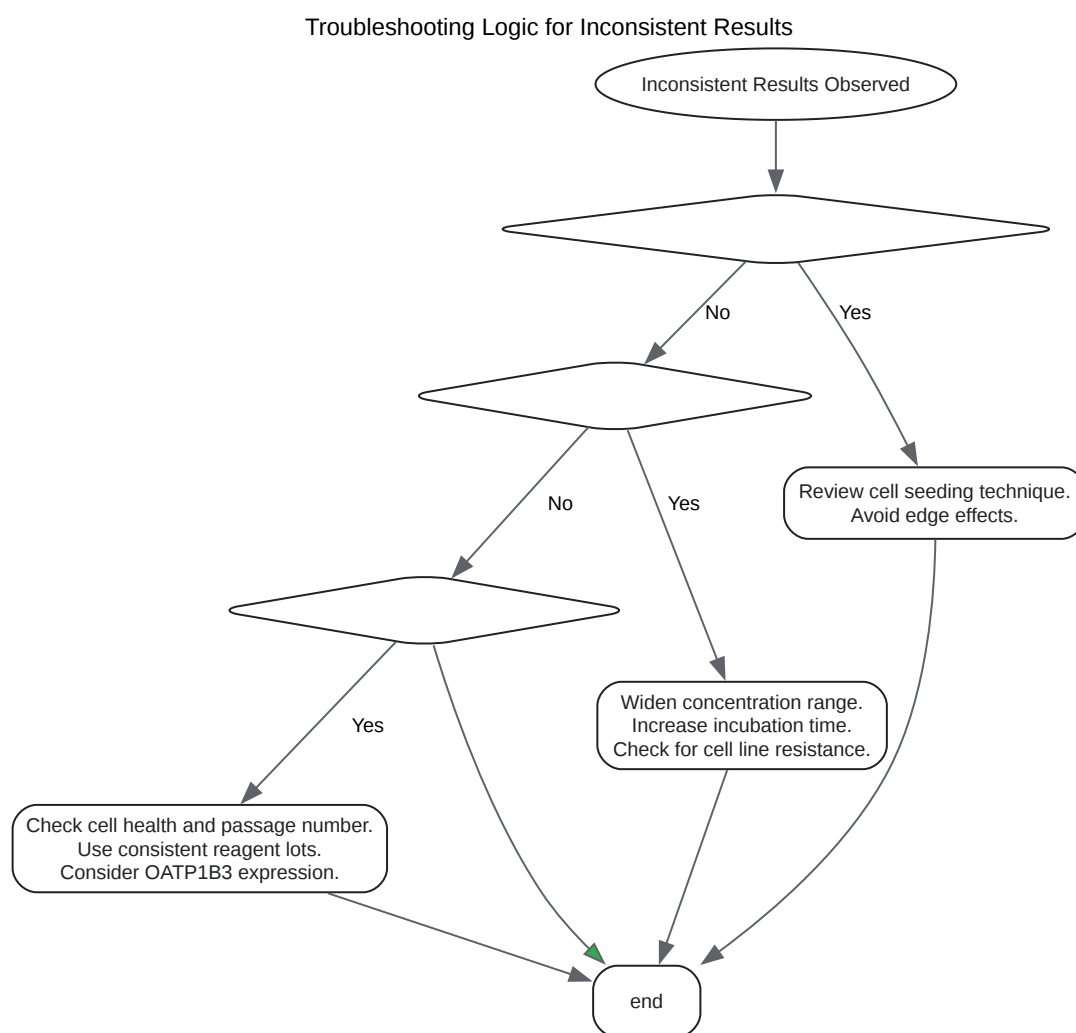 Troubleshooting Logic for Inconsistent Results
Inconsistent Results Observed
No
Yes
Review cell seeding technique.
Avoid edge effects.
No
Yes
Widen concentration range.
Increase incubation time.
Check for cell line resistance.
Yes
Check cell health and passage number.
Use consistent reagent lots.
Consider OATP1B3 expression.
end